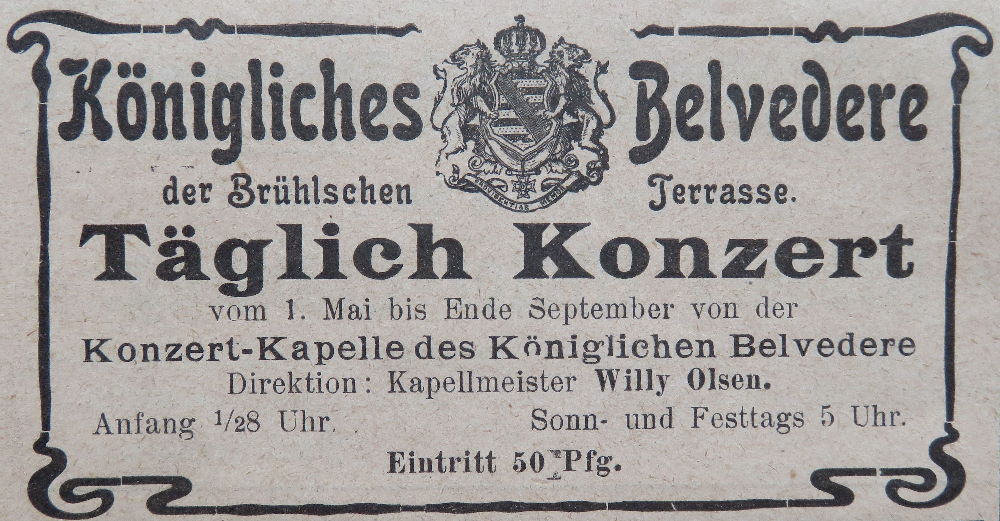 Königliches Belvedere
der Brühlschen Terrasse.
Täglich Konzert
vom 1. Mai bis Ende September von der
Konzert-Kapelle des Königlichen Belvedere
Direktion: Kapellmeister Willy Olsen.
Anfang 1/28 Uhr. Sonn- und Festtags 5 Uhr.
Eintritt 50 Pfg.